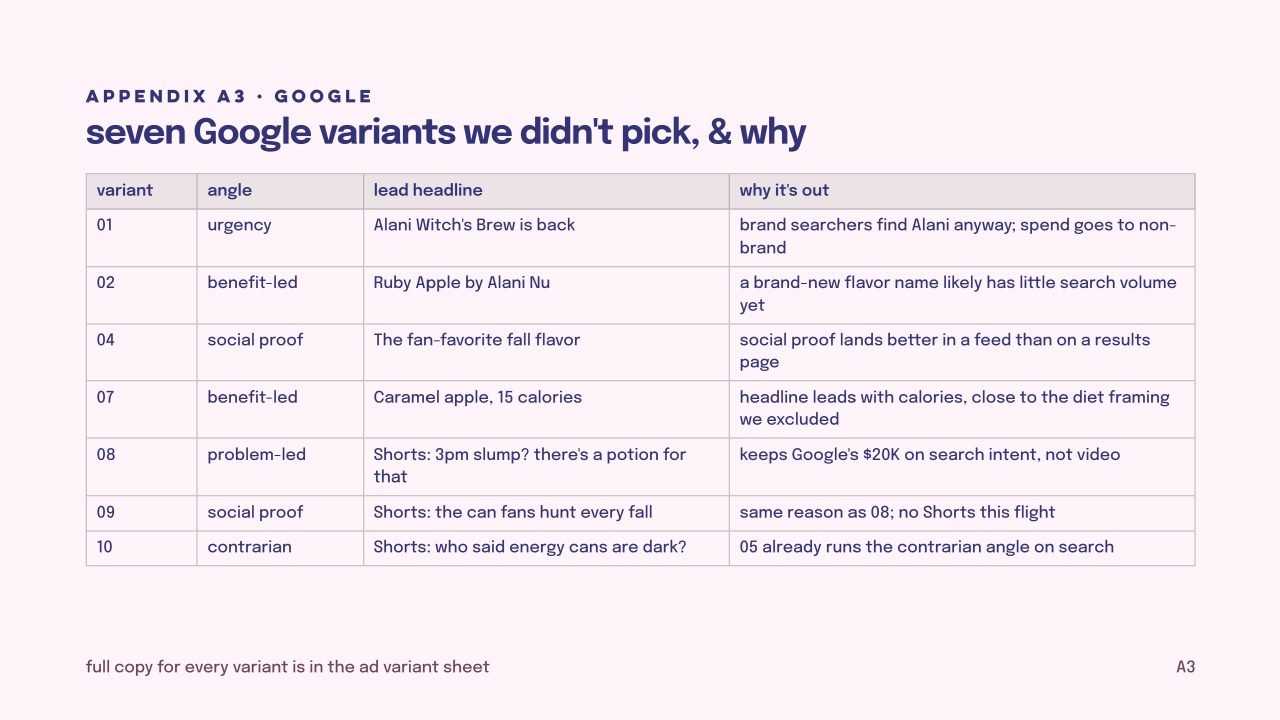 APPENDIX A3 · GOOGLE
seven Google variants we didn't pick, & why
variant angle lead headline why it's out
01 urgency Alani Witch's Brew is back brand searchers find Alani anyway; spend goes to non-
brand
02 benefit-led Ruby Apple by Alani Nu a brand-new flavor name likely has little search volume
yet
04 social proof The fan-favorite fall flavor social proof lands better in a feed than on a results
page
07 benefit-led Caramel apple, 15 calories headline leads with calories, close to the diet framing
we excluded
08 problem-led Shorts: 3pm slump? there's a potion for keeps Google's $20K on search intent, not video
that
09 social proof Shorts: the can fans hunt every fall same reason as 08; no Shorts this flight
10 contrarian Shorts: who said energy cans are dark? 05 already runs the contrarian angle on search
full copy for every variant is in the ad variant sheet A3